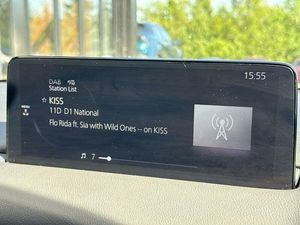 DAB
15:55
Station List
☆ KISS
11D D1 National
Flo Rida ft. Sia with Wild Ones -- on KISS
MENU
7